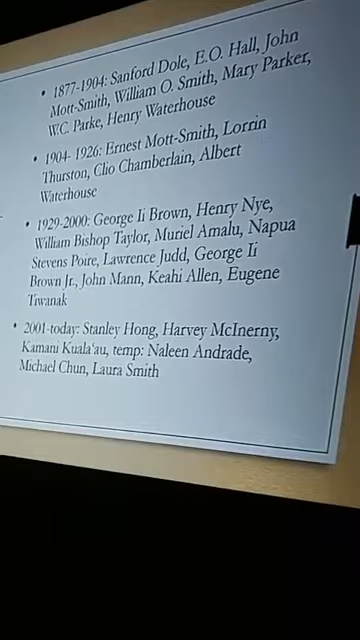 • 1877-1904: Sanford Dole, E.O. Hall, John
Mott-Smith, William O. Smith, Mary Parker,
W.C. Parke, Henry Waterhouse
• 1904- 1926: Ernest Mott-Smith, Lorrin
Thurston, Clio Chamberlain, Albert
Waterhouse
• 1929-2000: George Ii Brown, Henry Nye,
William Bishop Taylor, Muriel Amalu, Napua
Stevens Poire, Lawrence Judd, George Ii
Brown Jr., John Mann, Keahi Allen, Eugene
Tiwanak
• 2001-today: Stanley Hong, Harvey McInerny,
Kamani Kualaʻau, temp: Naleen Andrade,
Michael Chun, Laura Smith